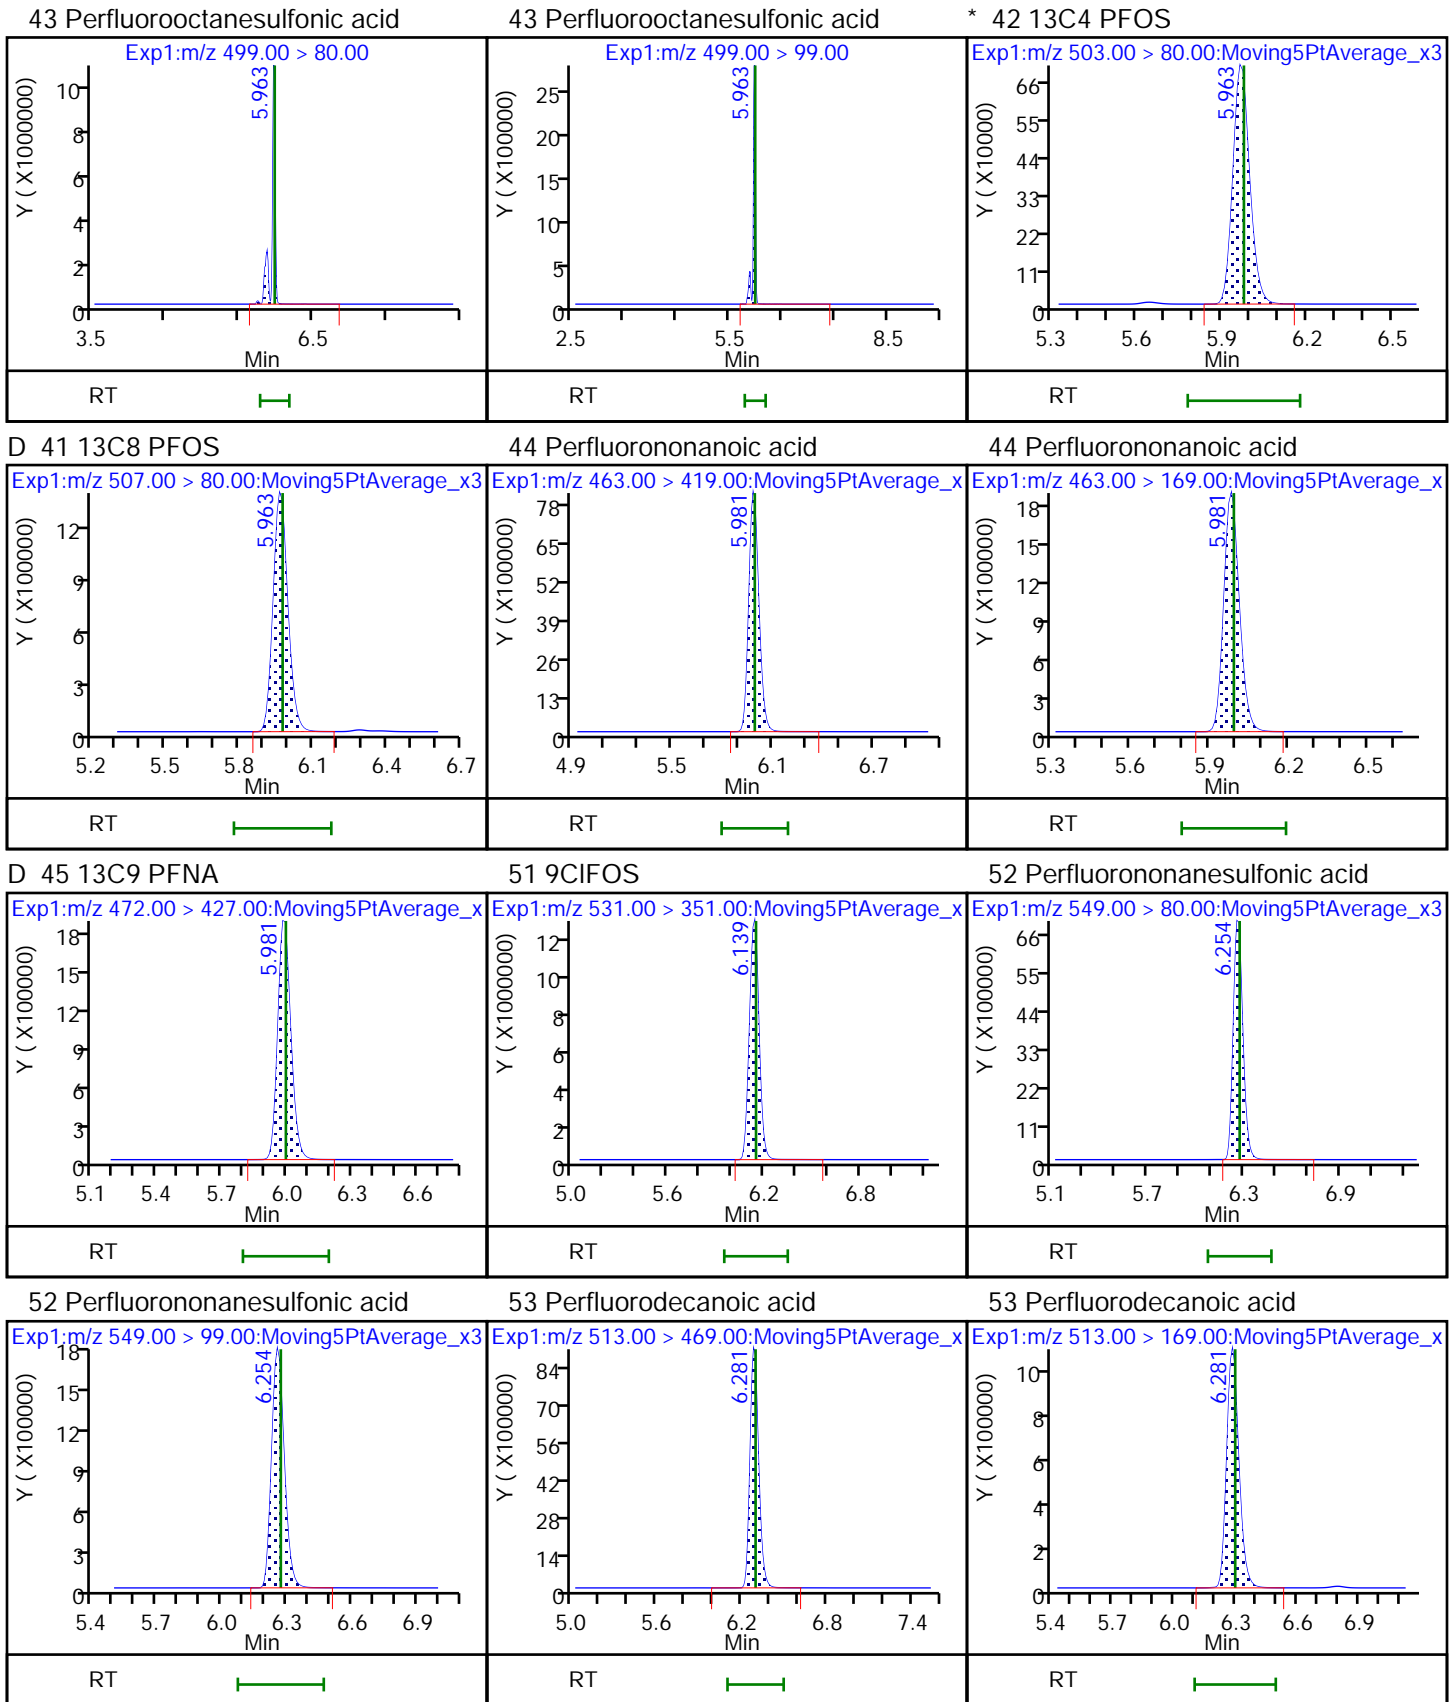 43 Perfluorooctanesulfonic acid
Exp1:m/z 499.00 > 80.00
5.963
Y ( X1000000)
10
8
6
4
2
0
3.5 6.5
Min
RT
43 Perfluorooctanesulfonic acid
Exp1:m/z 499.00 > 99.00
5.963
Y ( X100000)
25
20
15
10
5
0
2.5 5.5 8.5
Min
RT
* 42 13C4 PFOS
Exp1:m/z 503.00 > 80.00:Moving5PtAverage_x3
5.963
Y ( X10000)
66
55
44
33
22
11
0
5.3 5.6 5.9 6.2 6.5
Min
RT
D 41 13C8 PFOS
Exp1:m/z 507.00 > 80.00:Moving5PtAverage_x3
5.963
Y ( X100000)
12
9
6
3
0
5.2 5.5 5.8 6.1 6.4 6.7
Min
RT
44 Perfluorononanoic acid
Exp1:m/z 463.00 > 419.00:Moving5PtAverage_x
5.981
Y ( X100000)
78
65
52
39
26
13
0
4.9 5.5 6.1 6.7
Min
RT
44 Perfluorononanoic acid
Exp1:m/z 463.00 > 169.00:Moving5PtAverage_x
5.981
Y ( X100000)
18
15
12
9
6
3
0
5.3 5.6 5.9 6.2 6.5
Min
RT
D 45 13C9 PFNA
Exp1:m/z 472.00 > 427.00:Moving5PtAverage_x
5.981
Y ( X100000)
18
15
12
9
6
3
0
5.1 5.4 5.7 6.0 6.3 6.6
Min
RT
51 9ClFOS
Exp1:m/z 531.00 > 351.00:Moving5PtAverage_x
6.139
Y ( X1000000)
12
10
8
6
4
2
0
5.0 5.6 6.2 6.8
Min
RT
52 Perfluorononanesulfonic acid
Exp1:m/z 549.00 > 80.00:Moving5PtAverage_x3
6.254
Y ( X100000)
66
55
44
33
22
11
0
5.1 5.7 6.3 6.9
Min
RT
52 Perfluorononanesulfonic acid
Exp1:m/z 549.00 > 99.00:Moving5PtAverage_x3
6.254
Y ( X100000)
18
15
12
9
6
3
0
5.4 5.7 6.0 6.3 6.6 6.9
Min
RT
53 Perfluorodecanoic acid
Exp1:m/z 513.00 > 469.00:Moving5PtAverage_x
6.281
Y ( X100000)
84
70
56
42
28
14
0
5.0 5.6 6.2 6.8 7.4
Min
RT
53 Perfluorodecanoic acid
Exp1:m/z 513.00 > 169.00:Moving5PtAverage_x
6.281
Y ( X100000)
10
8
6
4
2
0
5.4 5.7 6.0 6.3 6.6 6.9
Min
RT